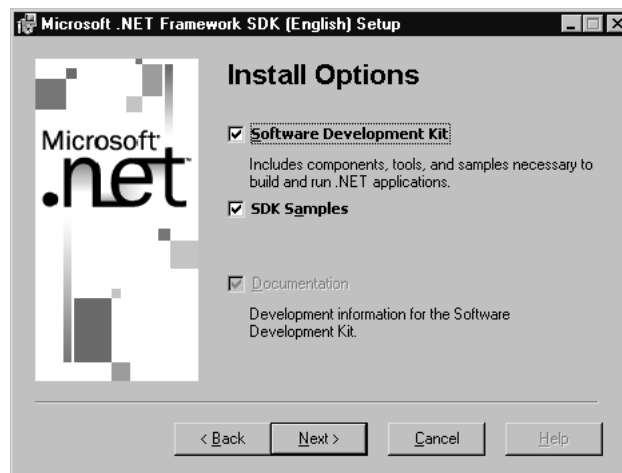 Microsoft .NET Framework SDK (English) Setup
Install Options
Microsoft
.net
Software Development Kit
Includes components, tools, and samples necessary to
build and run .NET applications.
SDK Samples
Documentation
Development information for the Software
Development Kit.
< Back
Next >
Cancel
Help